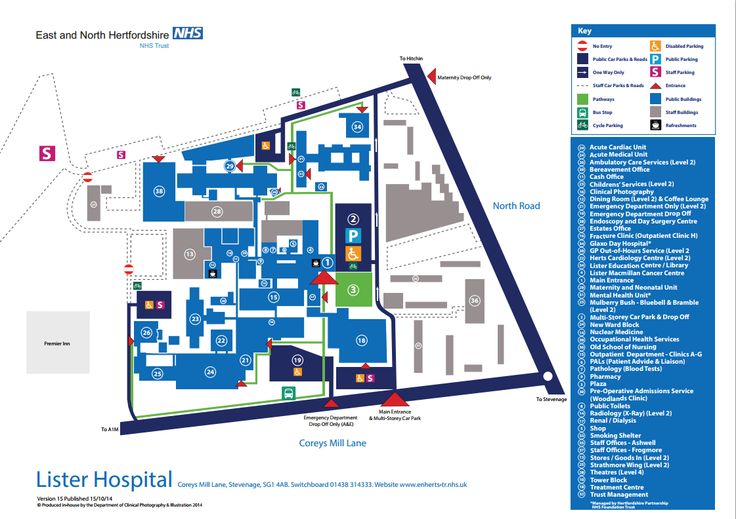 East and North Hertfordshire NHS
NHS Trust
To Hitchin
Maternity Drop Off Only
North Road
Premier Inn
To A1M
To Stevenage
Emergency Department
Drop Off Only (A&E)
Main Entrance
& Multi-Storey Car Park
Coreys Mill Lane
Lister Hospital Coreys Mill Lane, Stevenage, SG1 4AB. Switchboard 01438 314333. Website www.enherts-tr.nhs.uk
Version 15 Published 15/10/14
© Produced in-house by the Department of Clinical Photography & Illustration 2014
Key
No Entry
Disabled Parking
Public Car Parks & Roads
Public Parking
One Way Only
Staff Parking
Staff Car Parks & Roads
Entrance
Pathways
Public Buildings
Bus Stop
Staff Buildings
Cycle Parking
Refreshments
Acute Cardiac Unit
Acute Medical Unit
Ambulatory Care Services (Level 2)
Bereavement Office
Cash Office
Children's Services (Level 2)
Clinical Photography
Dining Room (Level 2) & Coffee Lounge
Emergency Department Only (Level 2)
Emergency Department Drop Off
Endoscopy and Day Surgery Centre
Estates Office
Fracture Clinic (Outpatient Clinic H)
Glaxo Day Hospital*
GP Out-of-Hours Service (Level 2
Herts Cardiology Centre (Level 2)
Lister Education Centre / Library
Lister Macmillan Cancer Centre
Main Entrance
Maternity and Neonatal Unit
Mental Health Unit*
Mulberry Bush - Bluebell & Bramble
(Level 2)
Multi-Storey Car Park & Drop Off
New Ward Block
Nuclear Medicine
Occupational Health Services
Old School of Nursing
Outpatient Department - Clinics A-G
PALs (Patient Advide & Liaison)
Pathology (Blood Tests)
Pharmacy
Plaza
Pre-Operative Admissions Service
(Woodlands Clinic)
Public Toilets
Radiology (X-Ray) (Level 2)
Renal / Dialysis
Shop
Smoking Shelter
Staff Offices - Ashwell
Staff Offices - Frogmore
Stores / Goods In (Level 2)
Strathmore Wing (Level 2)
Theatres (Level 4)
Tower Block
Treatment Centre
Trust Management
*Managed by Hertfordshire Partnership
NHS Foundation Trust